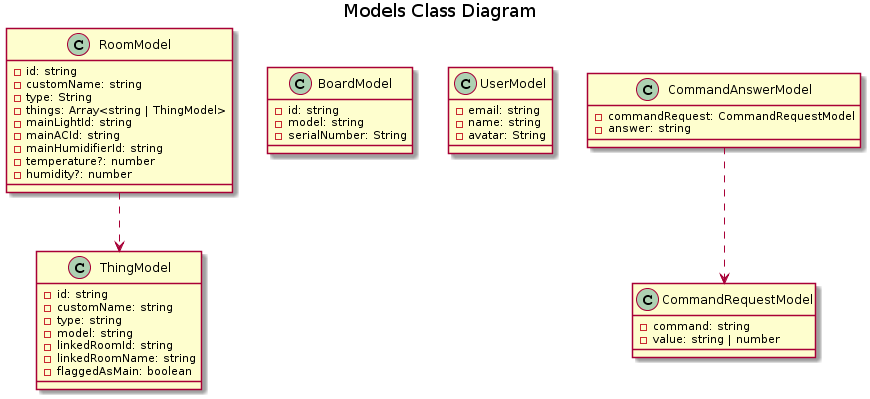 Models Class Diagram
C RoomModel
id: string
customName: string
type: String
things: Array<string | ThingModel>
mainLightId: string
mainACId: string
mainHumidifierId: string
temperature?: number
humidity?: number
C BoardModel
id: string
model: string
serialNumber: String
C UserModel
email: string
name: string
avatar: String
C CommandAnswerModel
commandRequest: CommandRequestModel
answer: string
C ThingModel
id: string
customName: string
type: string
model: string
linkedRoomId: string
linkedRoomName: string
flaggedAsMain: boolean
C CommandRequestModel
command: string
value: string | number